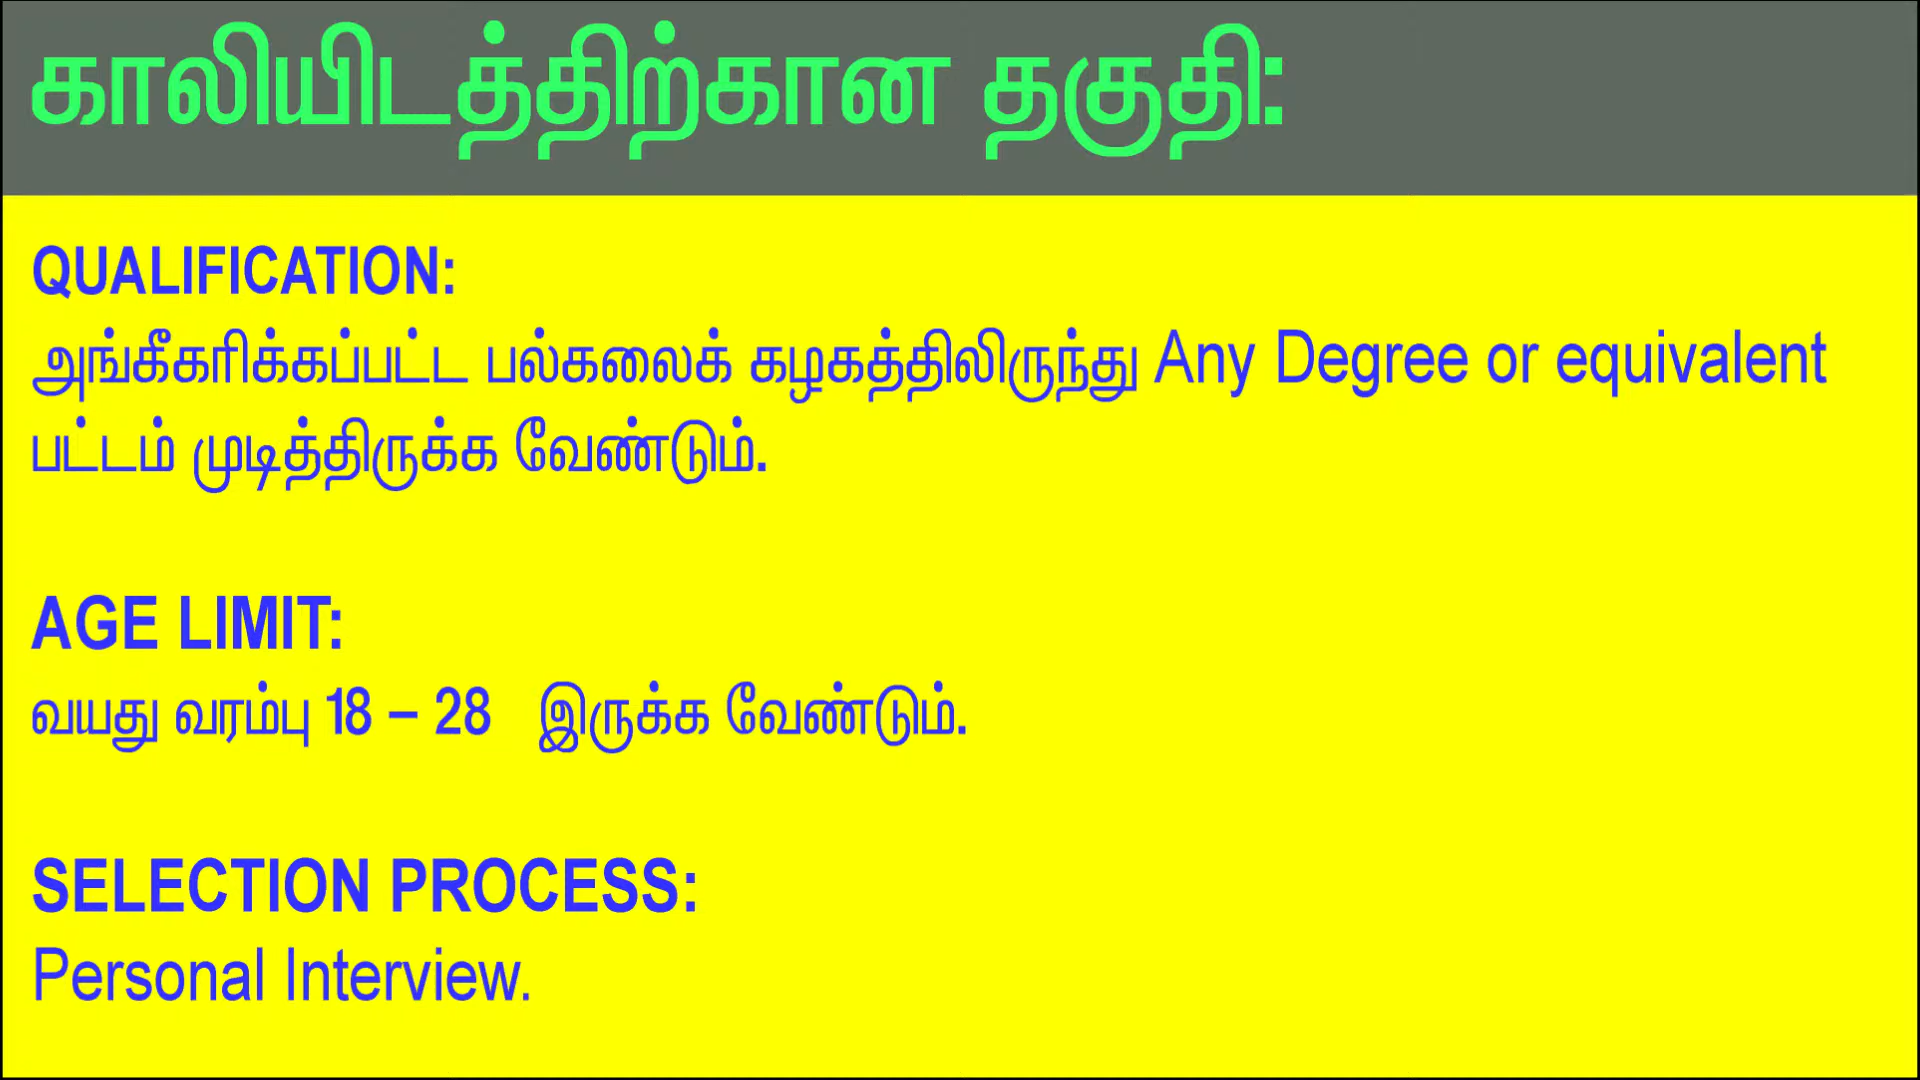 காலியிடத்திற்கான தகுதி:
QUALIFICATION:
அங்கீகரிக்கப்பட்ட பல்கலைக் கழகத்திலிருந்து Any Degree or equivalent
பட்டம் முடித்திருக்க வேண்டும்.
AGE LIMIT:
வயது வரம்பு 18 – 28 இருக்க வேண்டும்.
SELECTION PROCESS:
Personal Interview.